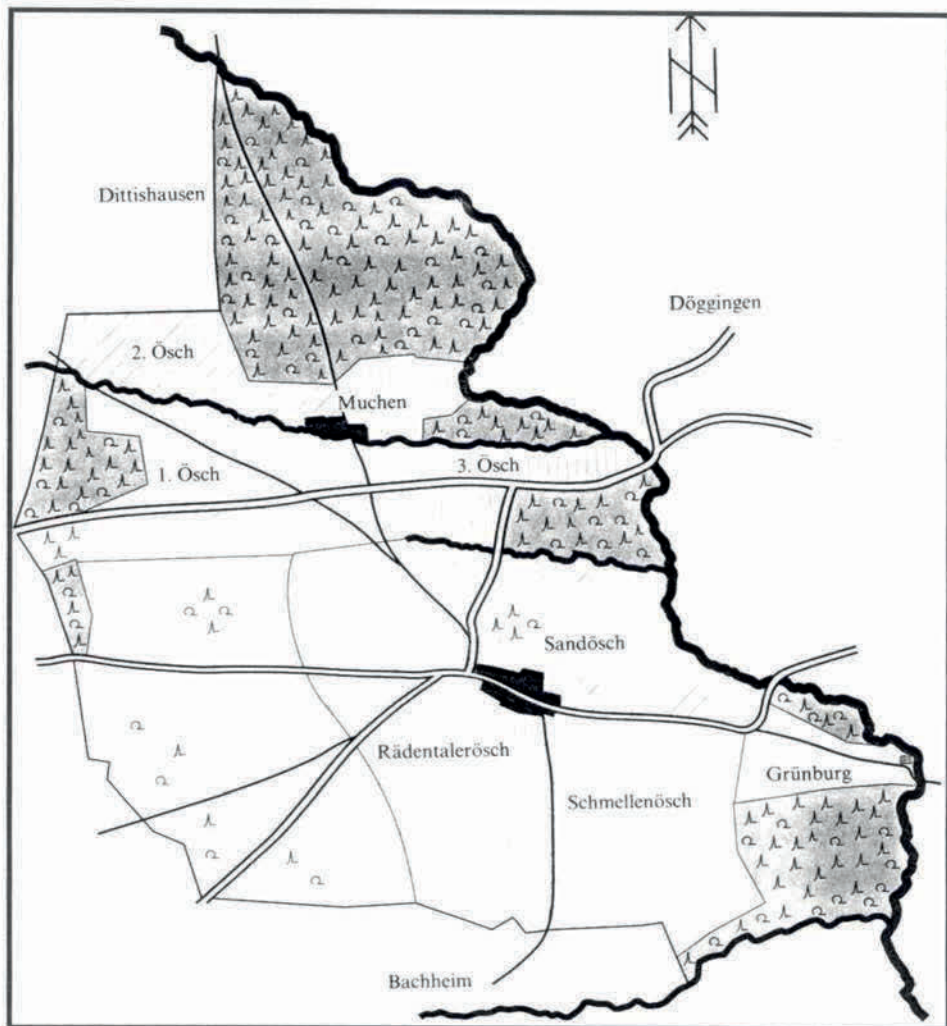 Dittishausen
Döggingen
2. Ösch
Muchen
1. Ösch
3. Ösch
Sandösch
Rädentalerösch
Grünburg
Schmellenösch
Bachheim